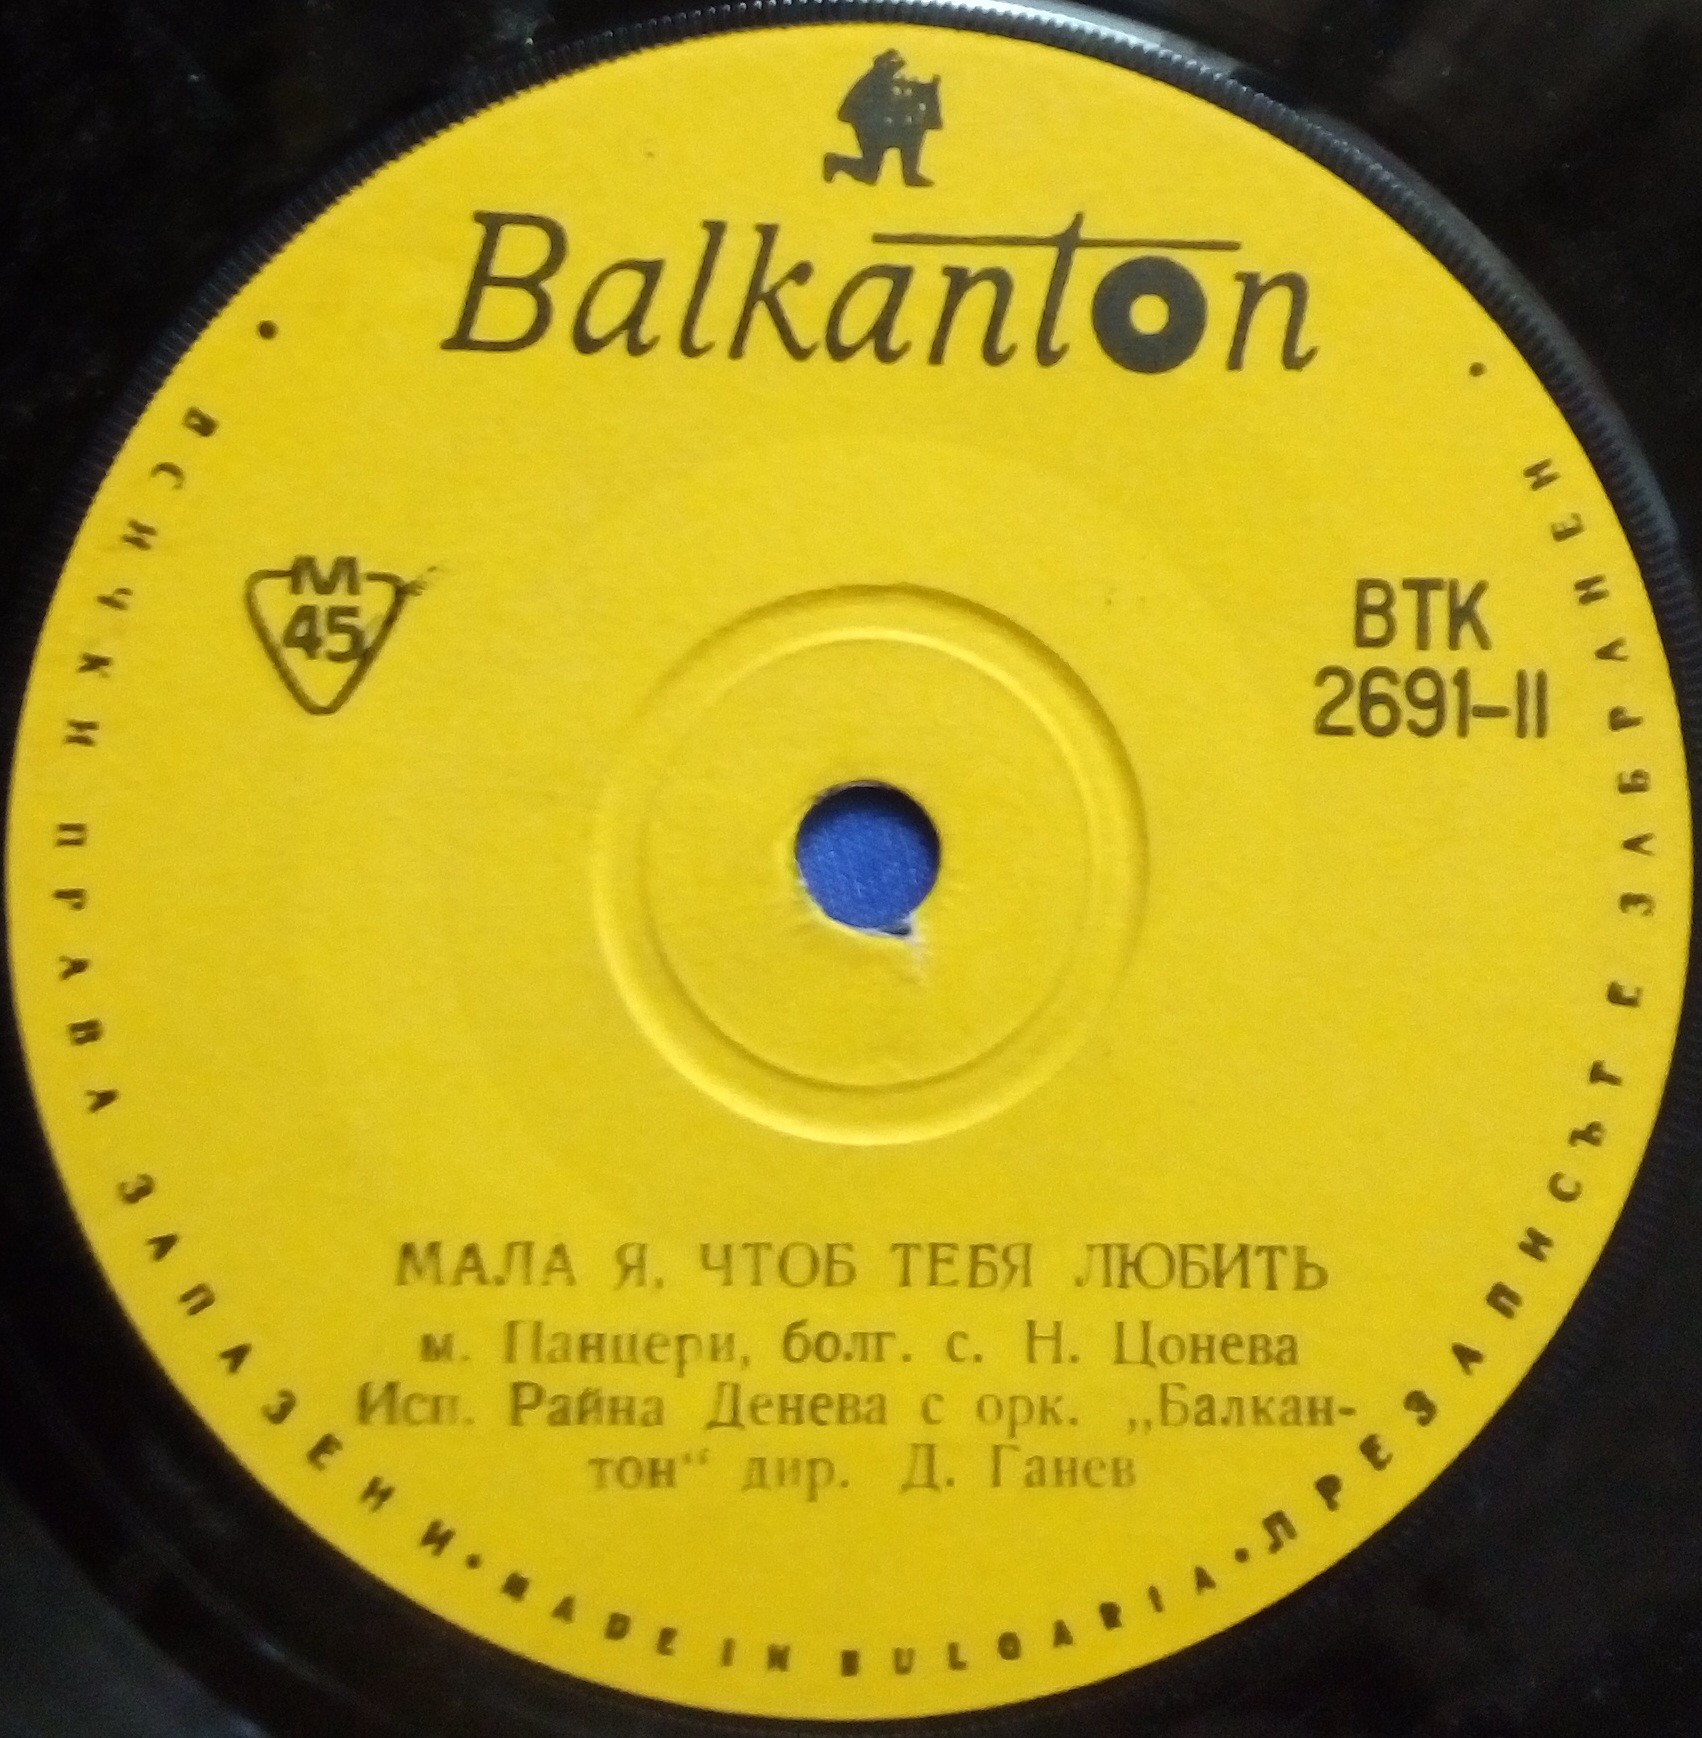 Balkanton
М
45
ВТК
2691-II
МАЛА Я, ЧТОБ ТЕБЯ ЛЮБИТЬ
м. Панцери, болг. с. Н. Цонева
Исп. Райна Денева с орк. „Балкан-
тон“ дир. Д. Ганев
• ВСИЧКИ ПРАВА ЗАПАЗЕНИ • MADE IN BULGARIA • ПРЕЗАПИСЪТ Е ЗАБРАНЕН •